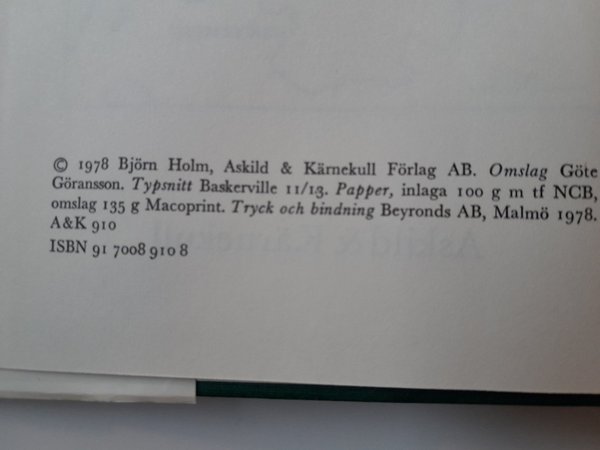 © 1978 Björn Holm, Askild & Kärnekull Förlag AB. Omslag Göte
Göransson. Typsnitt Baskerville 11/13. Papper, inlaga 100 g m tf NCB,
omslag 135 g Macoprint. Tryck och bindning Beyronds AB, Malmö 1978.
A&K 910
ISBN 91 7008 910 8